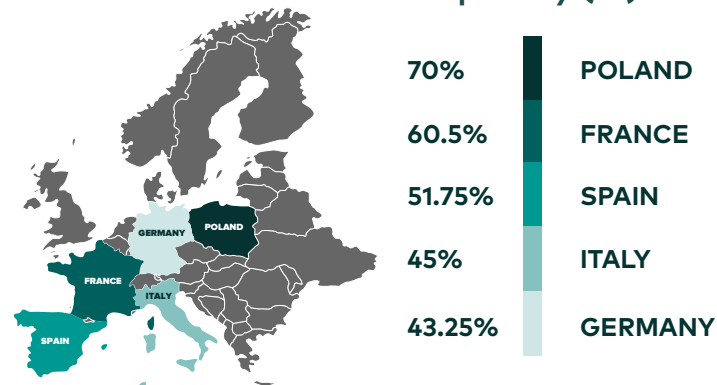 70% POLAND
60.5% FRANCE
51.75% SPAIN
45% ITALY
43.25% GERMANY
GERMANY
POLAND
FRANCE
ITALY
SPAIN